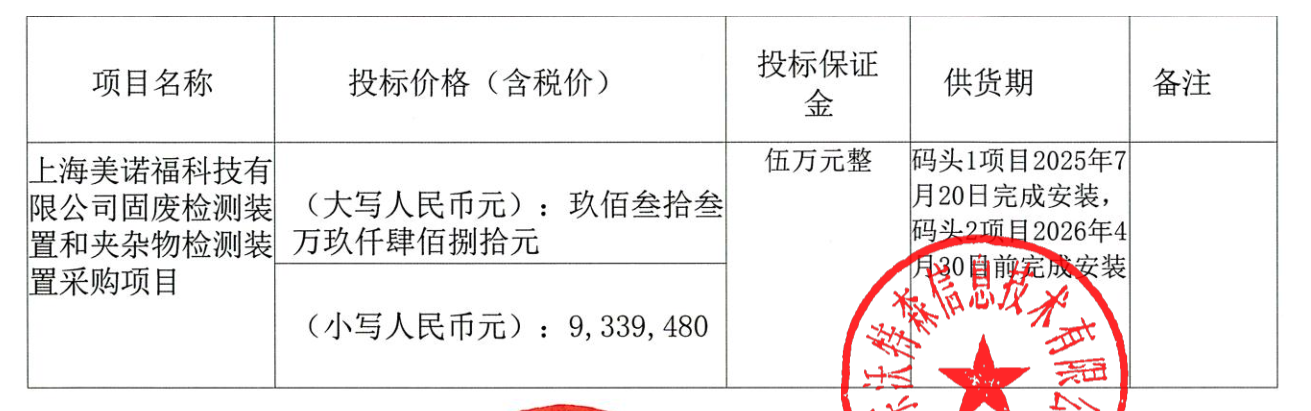 项目名称
投标价格（含税价）
投标保证
金
供货期
备注
上海美诺福科技有
限公司固废检测装
置和夹杂物检测装
置采购项目
（大写人民币元）：玖佰叁拾叁
万玖仟肆佰捌拾元
（小写人民币元）：9,339,480
伍万元整
码头1项目2025年7
月20日完成安装，
码头2项目2026年4
月30日前完成安装
沃特森信息技术有限公